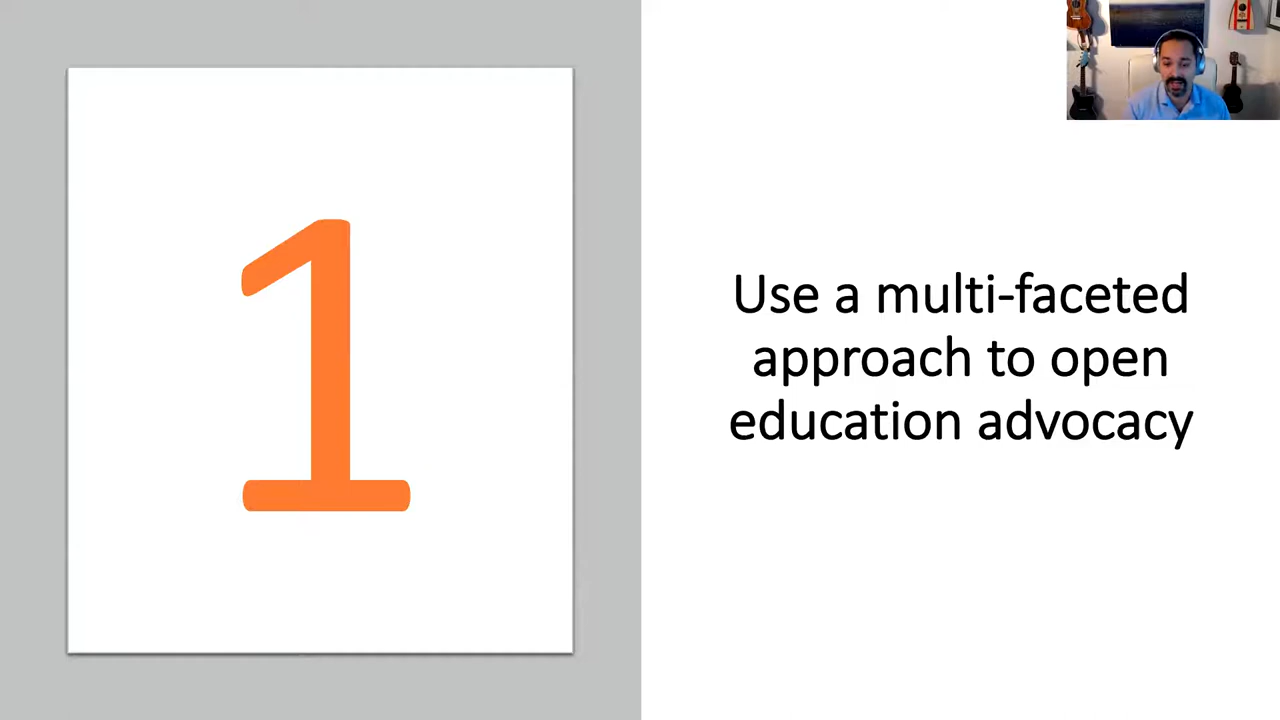 1
Use a multi-faceted
approach to open
education advocacy